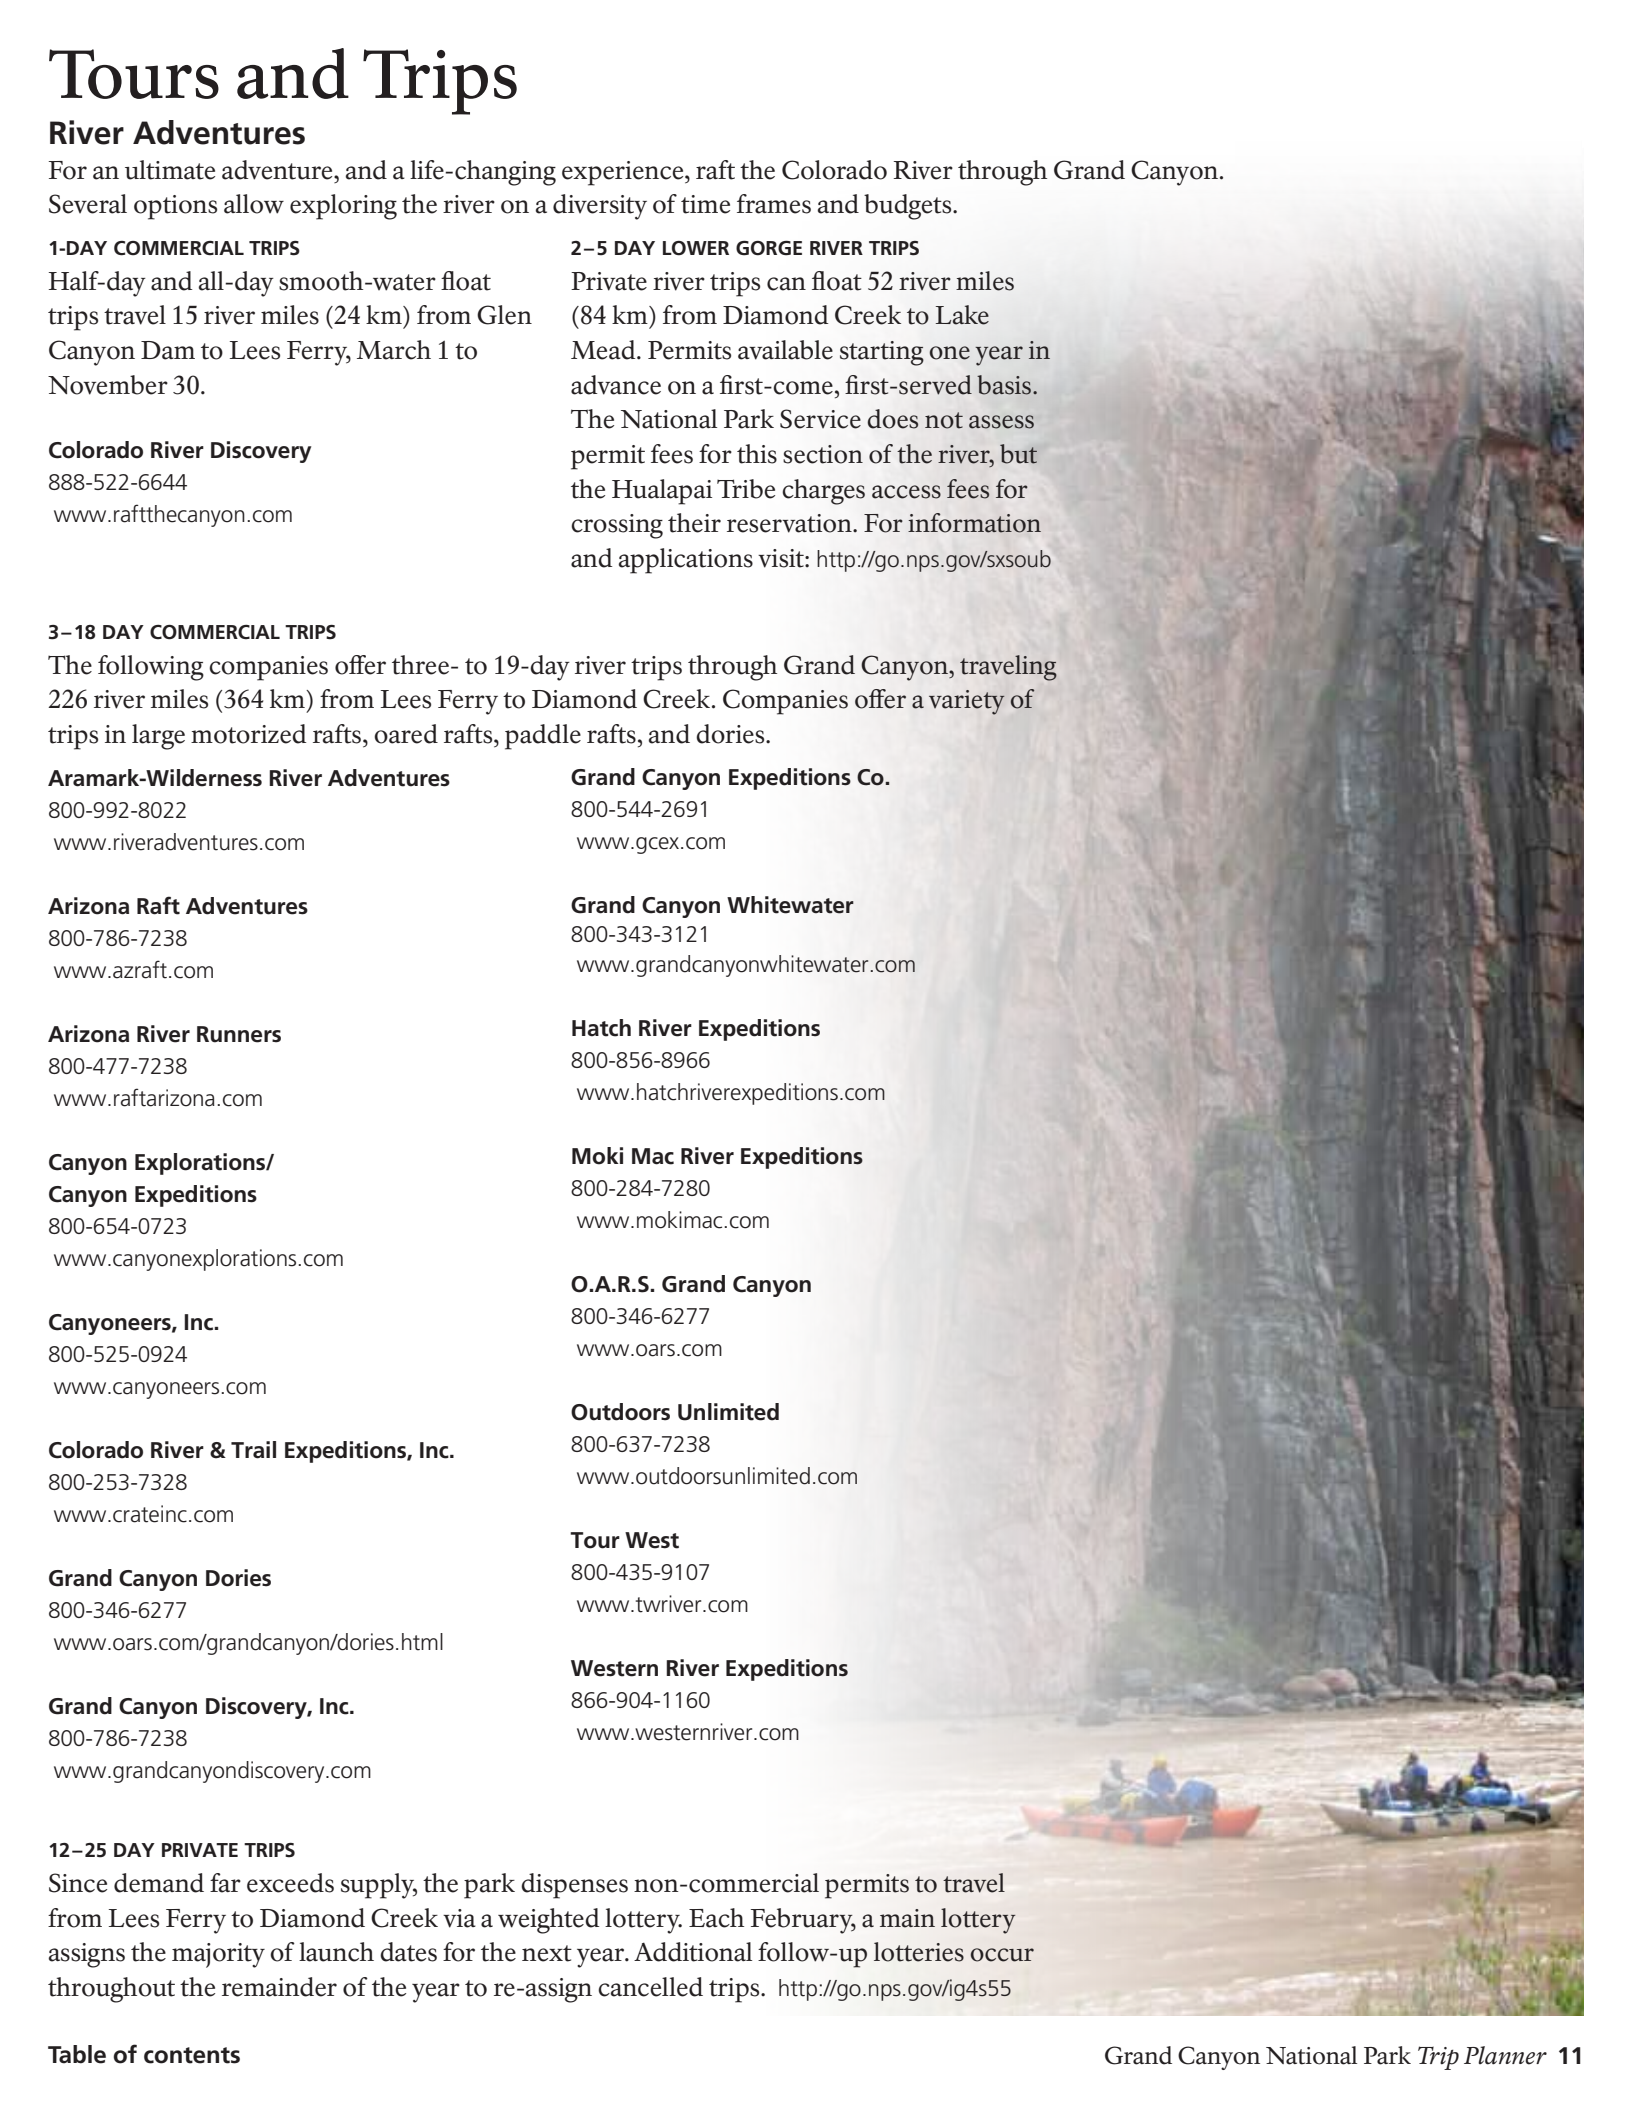 Tours and Trips
River Adventures
For an ultimate adventure, and a life-changing experience, raft the Colorado River through Grand Canyon.
Several options allow exploring the river on a diversity of time frames and budgets.
1-DAY COMMERCIAL TRIPS
Half-day and all-day smooth-water float
trips travel 15 river miles (24 km) from Glen
Canyon Dam to Lees Ferry, March 1 to
November 30.
Colorado River Discovery
888-522-6644
www.raftthecanyon.com
2–5 DAY LOWER GORGE RIVER TRIPS
Private river trips can float 52 river miles
(84 km) from Diamond Creek to Lake
Mead. Permits available starting one year in
advance on a first-come, first-served basis.
The National Park Service does not assess
permit fees for this section of the river, but
the Hualapai Tribe charges access fees for
crossing their reservation. For information
and applications visit: http://go.nps.gov/sxsoub
3–18 DAY COMMERCIAL TRIPS
The following companies offer three- to 19-day river trips through Grand Canyon, traveling
226 river miles (364 km) from Lees Ferry to Diamond Creek. Companies offer a variety of
trips in large motorized rafts, oared rafts, paddle rafts, and dories.
Aramark-Wilderness River Adventures
800-992-8022
www.riveradventures.com
Arizona Raft Adventures
800-786-7238
www.azraft.com
Arizona River Runners
800-477-7238
www.raftarizona.com
Canyon Explorations/
Canyon Expeditions
800-654-0723
www.canyonexplorations.com
Canyoneers, Inc.
800-525-0924
www.canyoneers.com
Colorado River & Trail Expeditions, Inc.
800-253-7328
www.crateinc.com
Grand Canyon Dories
800-346-6277
www.oars.com/grandcanyon/dories.html
Grand Canyon Discovery, Inc.
800-786-7238
www.grandcanyondiscovery.com
Grand Canyon Expeditions Co.
800-544-2691
www.gcex.com
Grand Canyon Whitewater
800-343-3121
www.grandcanyonwhitewater.com
Hatch River Expeditions
800-856-8966
www.hatchriverexpeditions.com
Moki Mac River Expeditions
800-284-7280
www.mokimac.com
O.A.R.S. Grand Canyon
800-346-6277
www.oars.com
Outdoors Unlimited
800-637-7238
www.outdoorsunlimited.com
Tour West
800-435-9107
www.twriver.com
Western River Expeditions
866-904-1160
www.westernriver.com
12–25 DAY PRIVATE TRIPS
Since demand far exceeds supply, the park dispenses non-commercial permits to travel
from Lees Ferry to Diamond Creek via a weighted lottery. Each February, a main lottery
assigns the majority of launch dates for the next year. Additional follow-up lotteries occur
throughout the remainder of the year to re-assign cancelled trips. http://go.nps.gov/ig4s55
Table of contents
Grand Canyon National Park Trip Planner 11